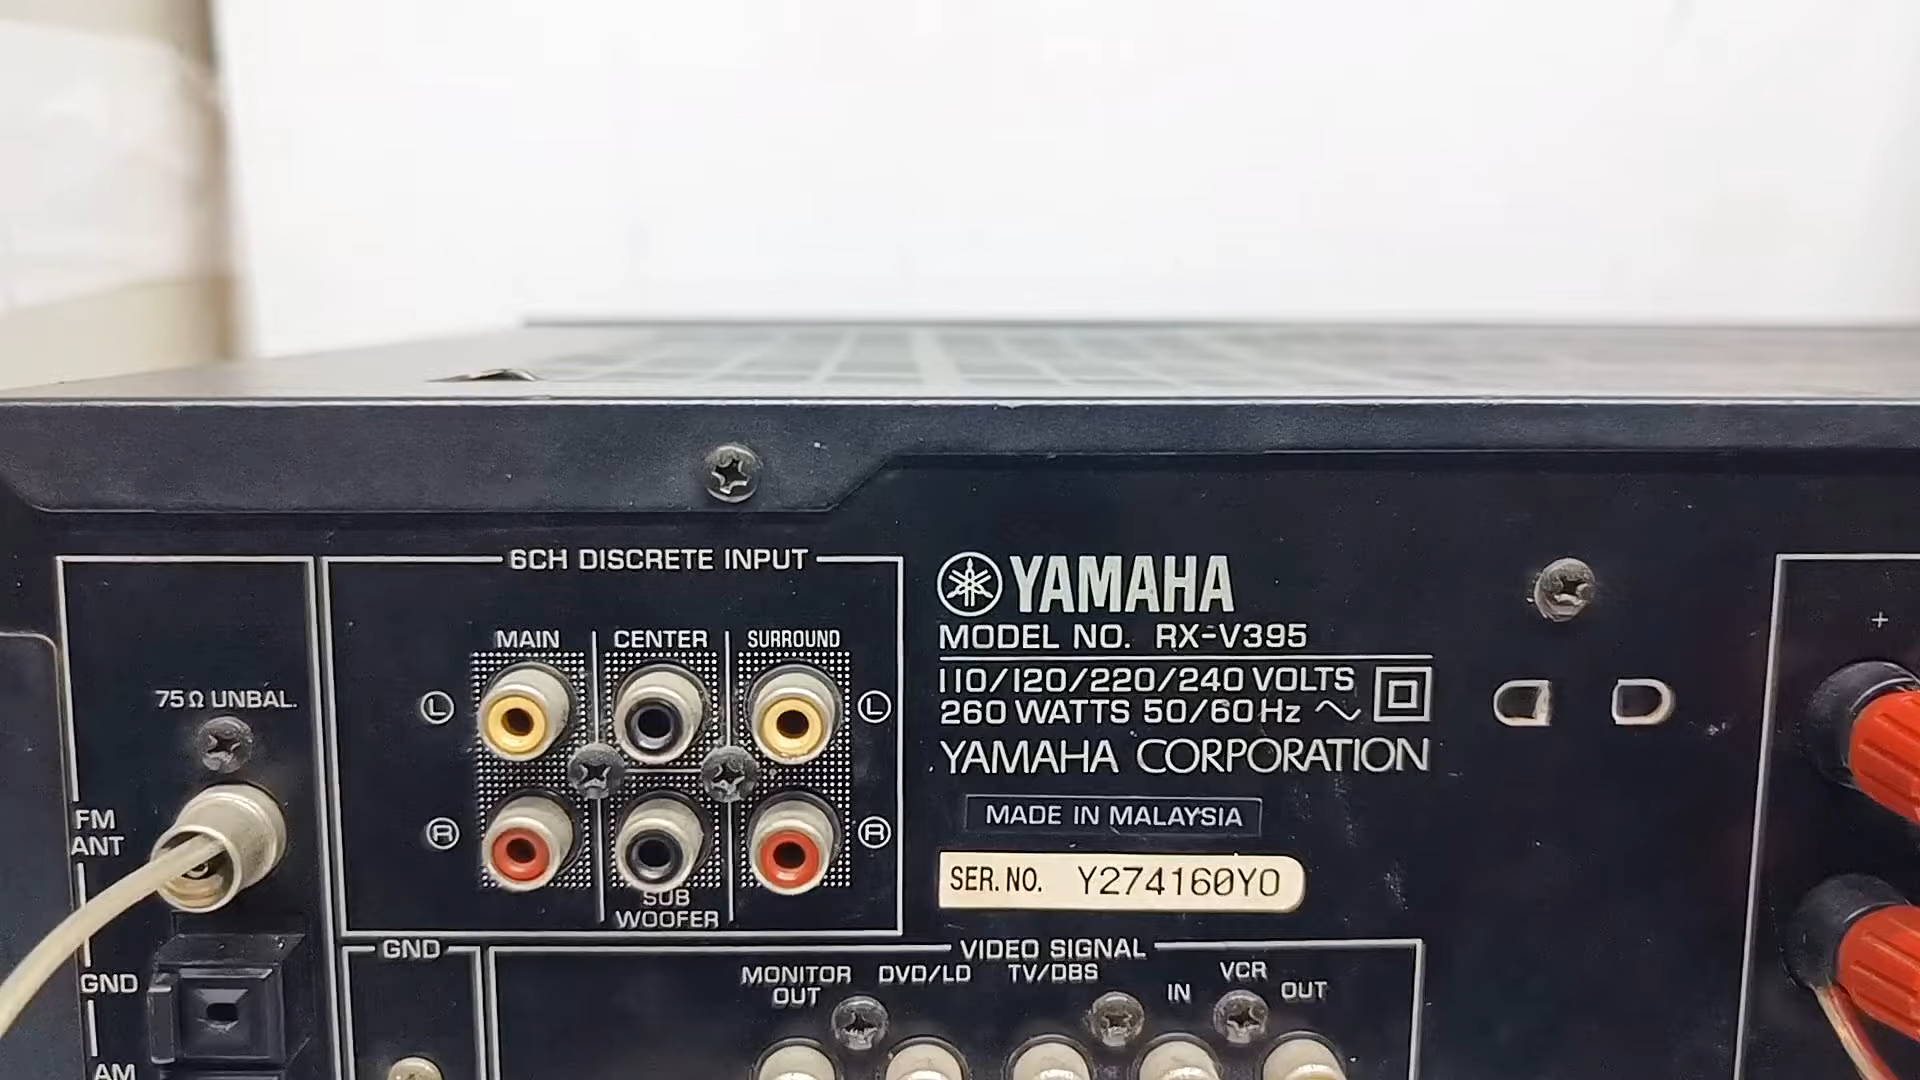 6CH DISCRETE INPUT
MAIN CENTER SURROUND
L L
R R
SUB
WOOFER
75Ω UNBAL.
FM
ANT
GND
AM
YAMAHA
MODEL NO. RX-V395
110/120/220/240 VOLTS
260 WATTS 50/60Hz
YAMAHA CORPORATION
MADE IN MALAYSIA
SER. NO. Y274160YO
+
GND
VIDEO SIGNAL
MONITOR
OUT
DVD/LD
TV/DBS
VCR
IN OUT